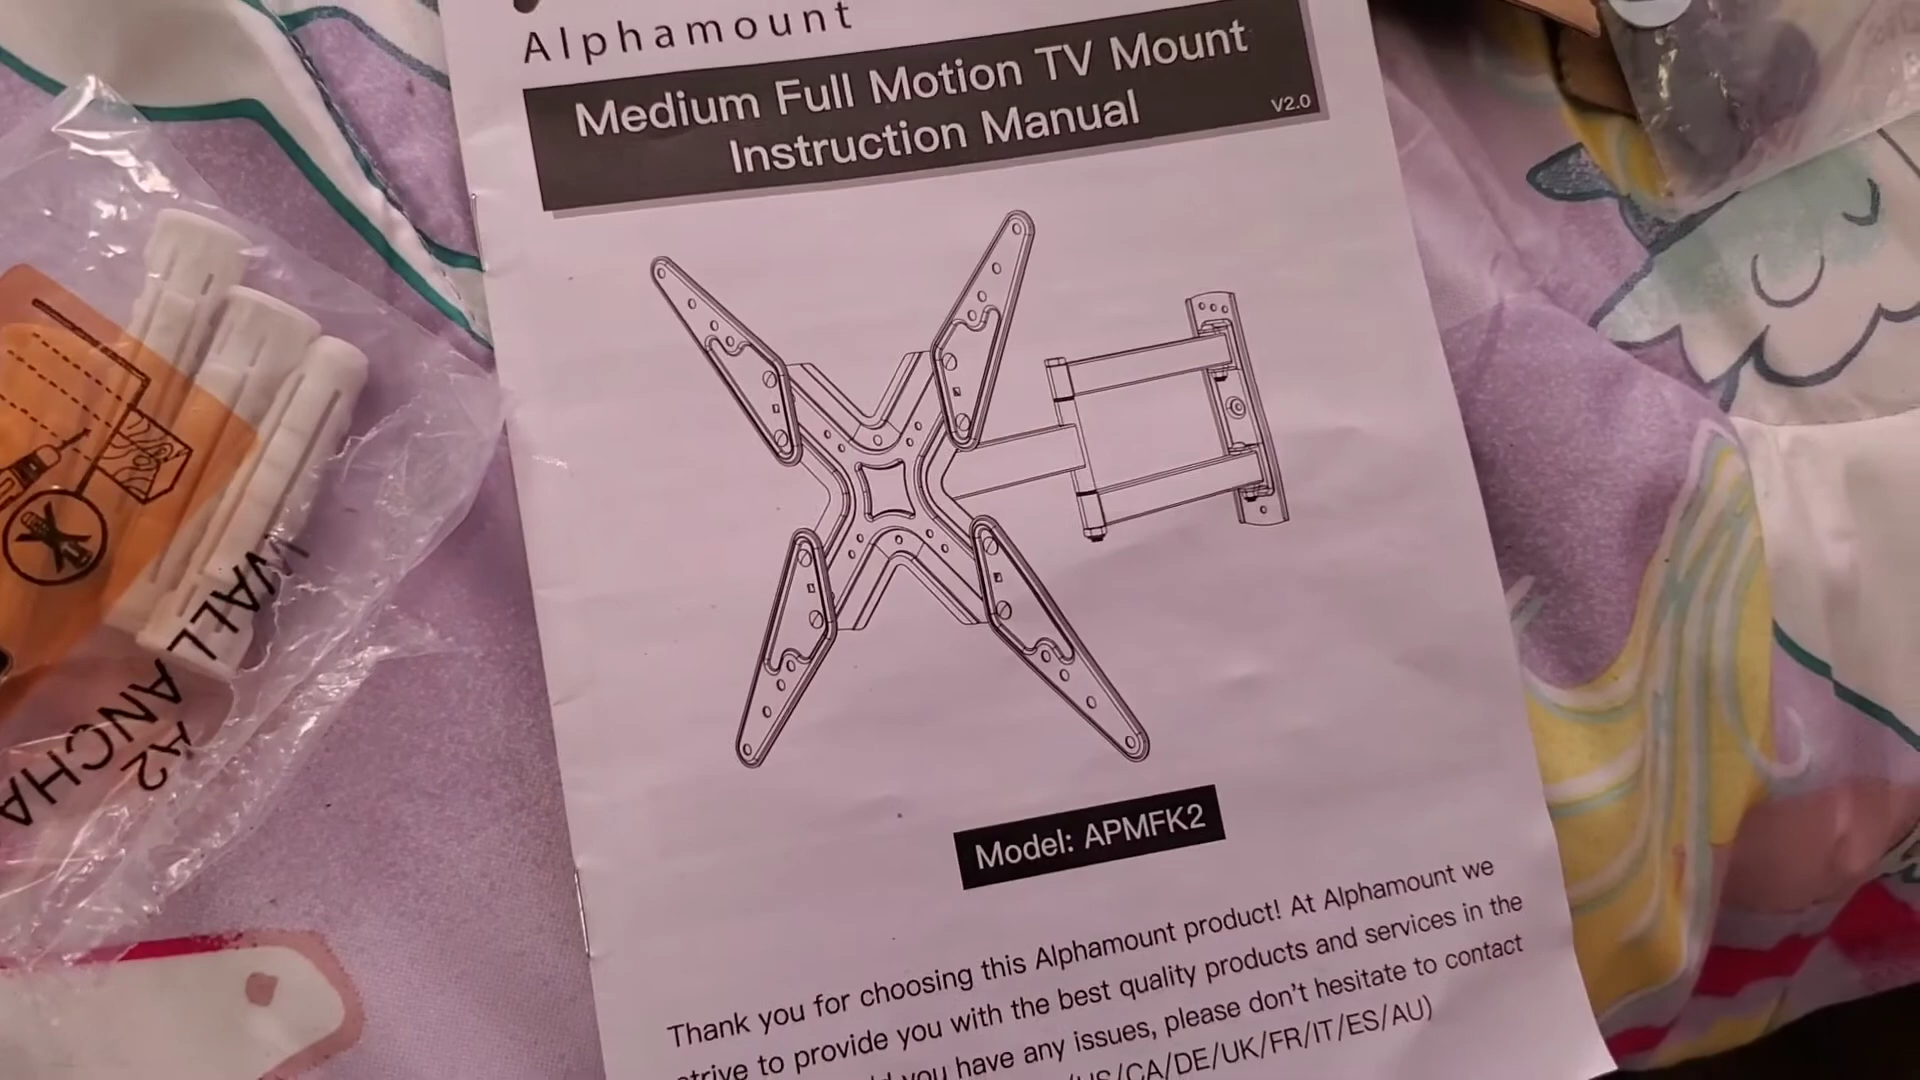 Alphamount
Medium Full Motion TV Mount
Instruction Manual
V2.0
Model: APMFK2
Thank you for choosing this Alphamount product! At Alphamount we
strive to provide you with the best quality products and services in the
you have any issues, please don't hesitate to contact
US/CA/DE/UK/FR/IT/ES/AU)
WALL ANCHA
A2